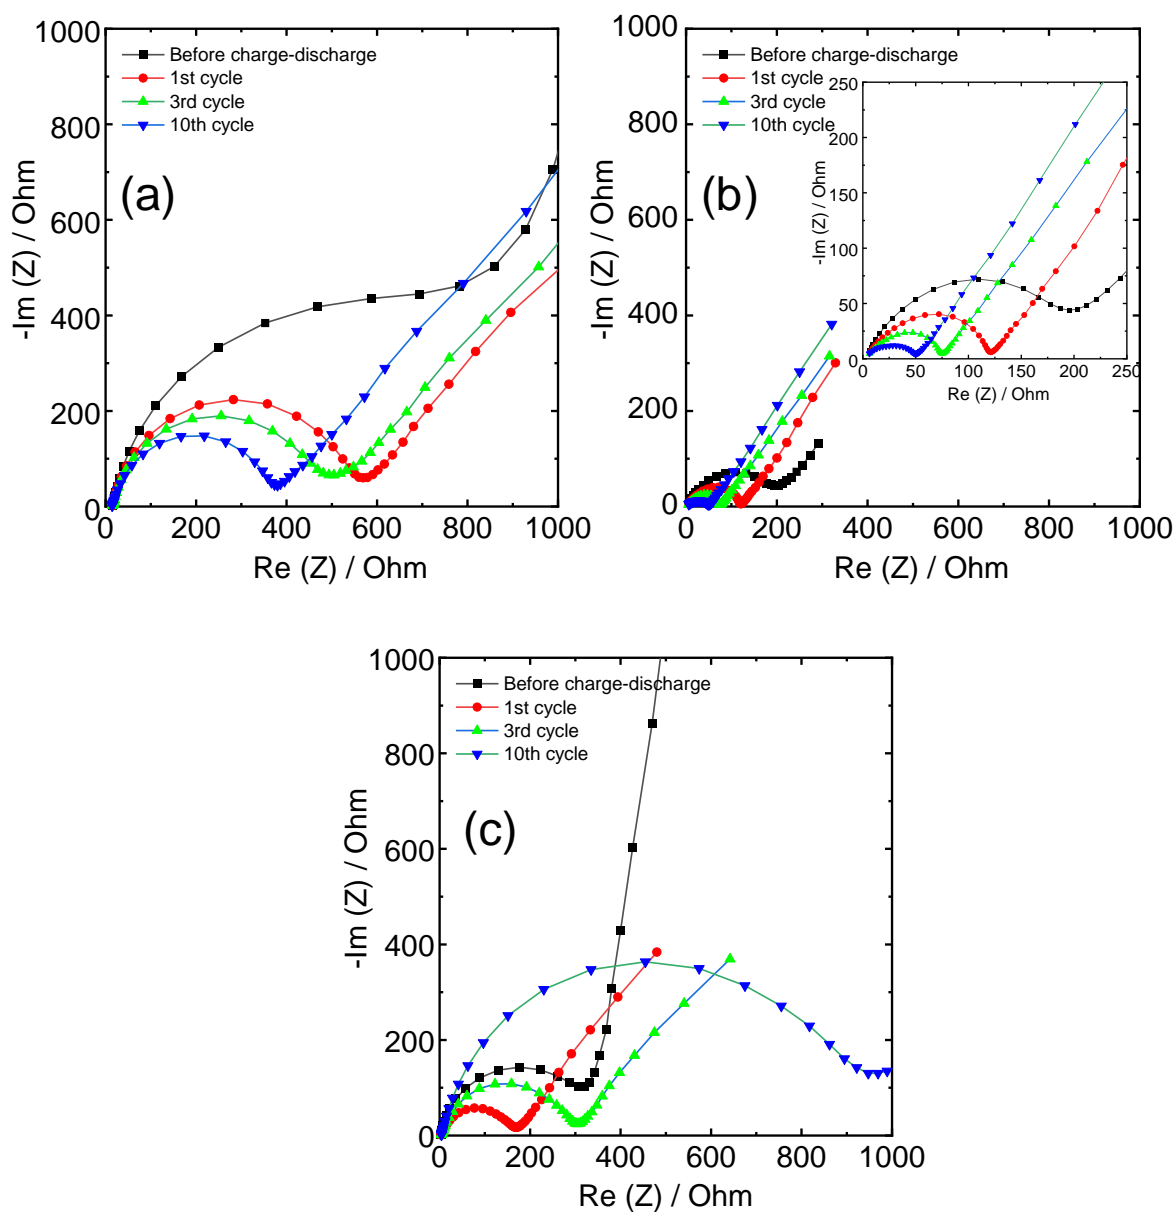 1000
800
600
400
200
0
-Im (Z) / Ohm
Before charge-discharge
1st cycle
3rd cycle
10th cycle
(a)
0 200 400 600 800 1000
Re (Z) / Ohm
1000
800
600
400
200
0
-Im (Z) / Ohm
Before charge-discharge
1st cycle
3rd cycle
10th cycle
(b)
250
200
150
100
50
0
-Im (Z) / Ohm
0 50 100 150 200 250
Re (Z) / Ohm
0 200 400 600 800 1000
Re (Z) / Ohm
1000
800
600
400
200
0
-Im (Z) / Ohm
Before charge-discharge
1st cycle
3rd cycle
10th cycle
(c)
0 200 400 600 800 1000
Re (Z) / Ohm